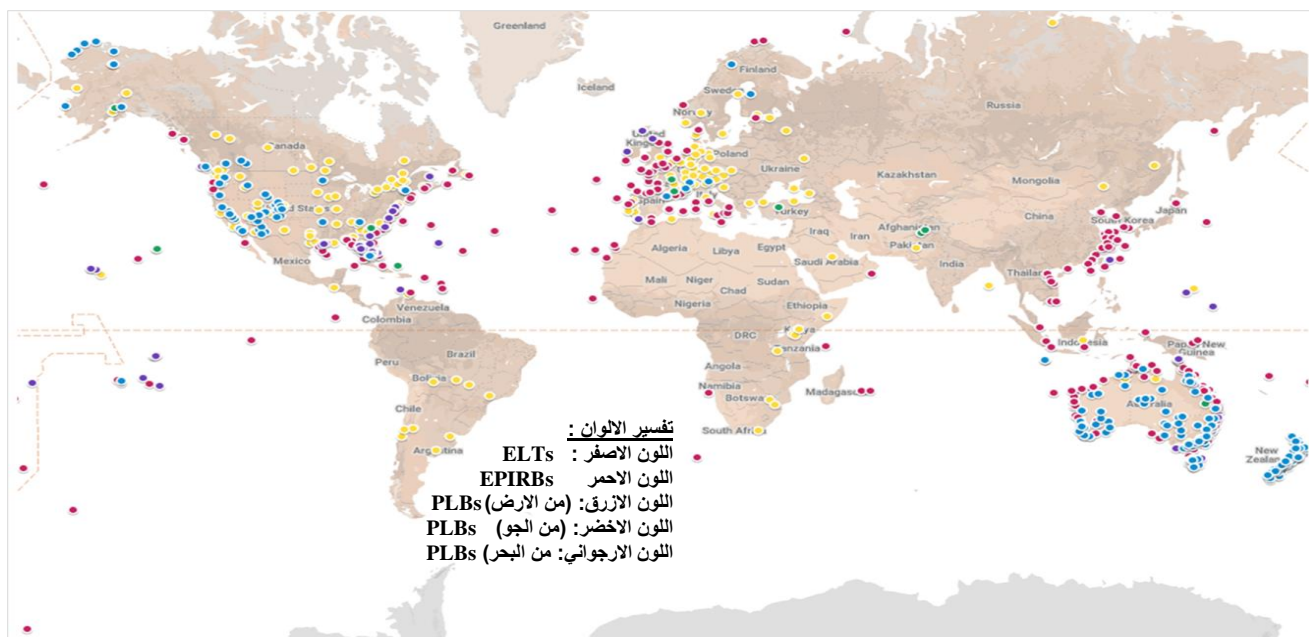 Greenland
Iceland
Finland
Sweden
Norway
Russia
Canada
United
Kingdom
Poland
Ukraine
Kazakhstan
Mongolia
Spain
Italy
Turkey
China
South Korea
Japan
Afghanistan
Iraq
Iran
Pakistan
Algeria
Libya
Egypt
Saudi Arabia
India
Thailand
Mexico
Mali
Niger
Chad
Sudan
Nigeria
Ethiopia
Venezuela
Colombia
DRC
Kenya
Tanzania
Indonesia
Papua New
Guinea
Peru
Brazil
Angola
Bolivia
Namibia
Botswana
Madagascar
Australia
Chile
South Africa
Argentina
New
Zealand
تفسير الالوان :
اللون الاصفر : ELTs
اللون الاحمر EPIRBs
اللون الازرق: (من الارض) PLBs
اللون الاخضر: (من الجو) PLBs
اللون الارجواني: من البحر) PLBs